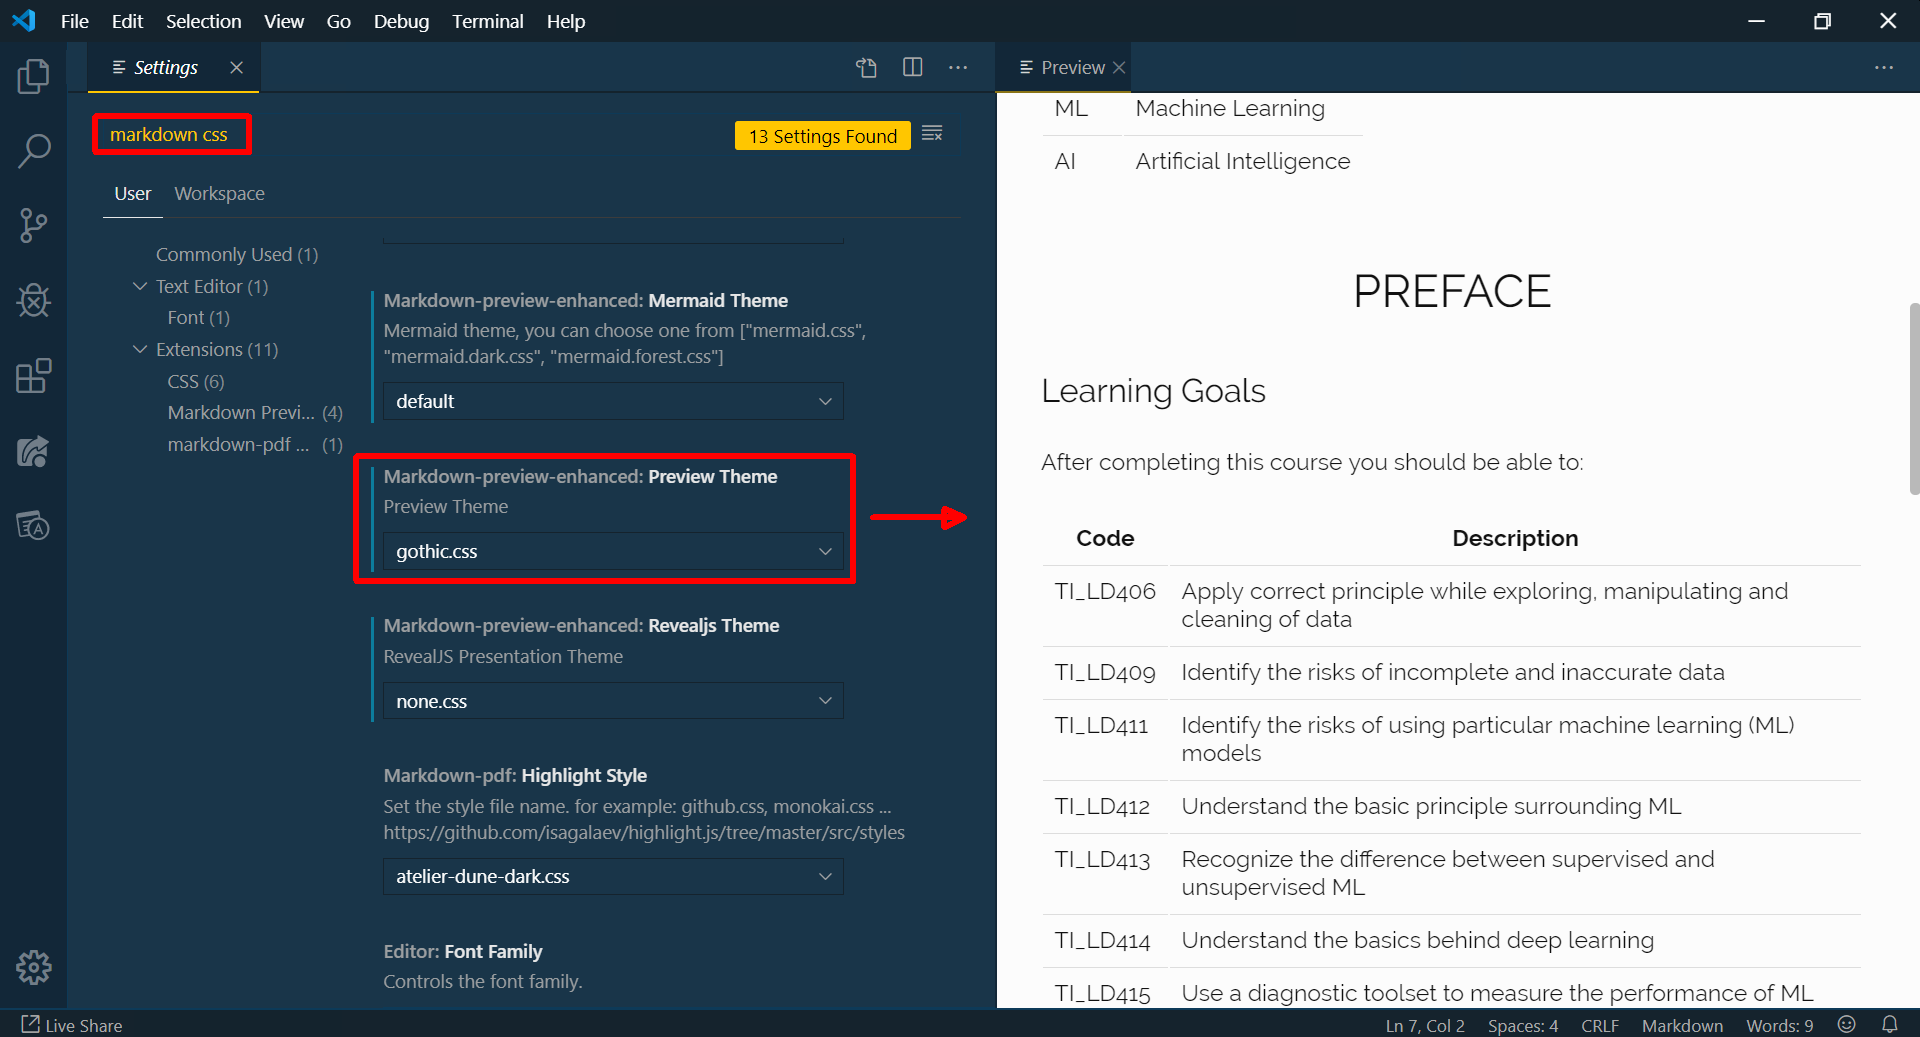 File Edit Selection View Go Debug Terminal Help
Settings
Preview
markdown css
13 Settings Found
User Workspace
Commonly Used (1)
Text Editor (1)
Font (1)
Extensions (11)
CSS (6)
Markdown Previ... (4)
markdown-pdf ... (1)
Markdown-preview-enhanced: Mermaid Theme
Mermaid theme, you can choose one from ["mermaid.css",
"mermaid.dark.css", "mermaid.forest.css"]
default
Markdown-preview-enhanced: Preview Theme
Preview Theme
gothic.css
Markdown-preview-enhanced: Revealjs Theme
RevealJS Presentation Theme
none.css
Markdown-pdf: Highlight Style
Set the style file name. for example: github.css, monokai.css ...
https://github.com/isagalaev/highlight.js/tree/master/src/styles
atelier-dune-dark.css
Editor: Font Family
Controls the font family.
ML Machine Learning
AI Artificial Intelligence
PREFACE
Learning Goals
After completing this course you should be able to:
Code Description
TI_LD406 Apply correct principle while exploring, manipulating and
cleaning of data
TI_LD409 Identify the risks of incomplete and inaccurate data
TI_LD411 Identify the risks of using particular machine learning (ML)
models
TI_LD412 Understand the basic principle surrounding ML
TI_LD413 Recognize the difference between supervised and
unsupervised ML
TI_LD414 Understand the basics behind deep learning
TI_LD415 Use a diagnostic toolset to measure the performance of ML
Live Share
Ln 7, Col 2 Spaces: 4 CRLF Markdown Words: 9